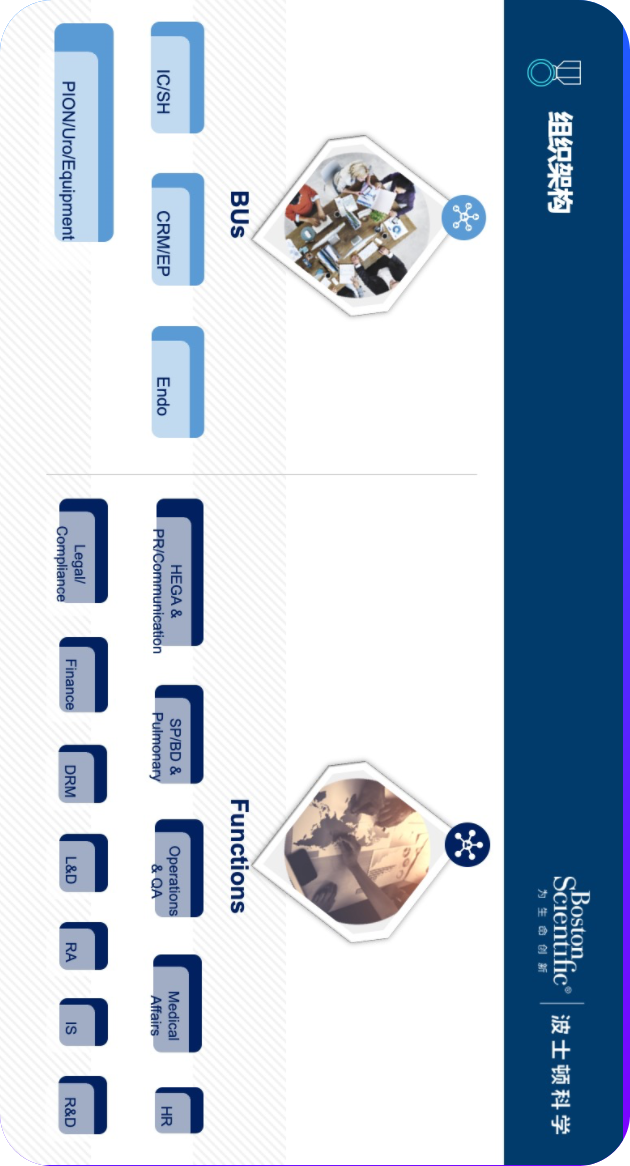 组织架构
Boston
Scientific®
为生命创新
波士顿科学
BUs
IC/SH
CRM/EP
Endo
PION/Uro/Equipment
Functions
HEGA &
PR/Communication
SP/BD &
Pulmonary
Operations
& QA
Medical
Affairs
HR
Legal/
Compliance
Finance
DRM
L&D
RA
IS
R&D